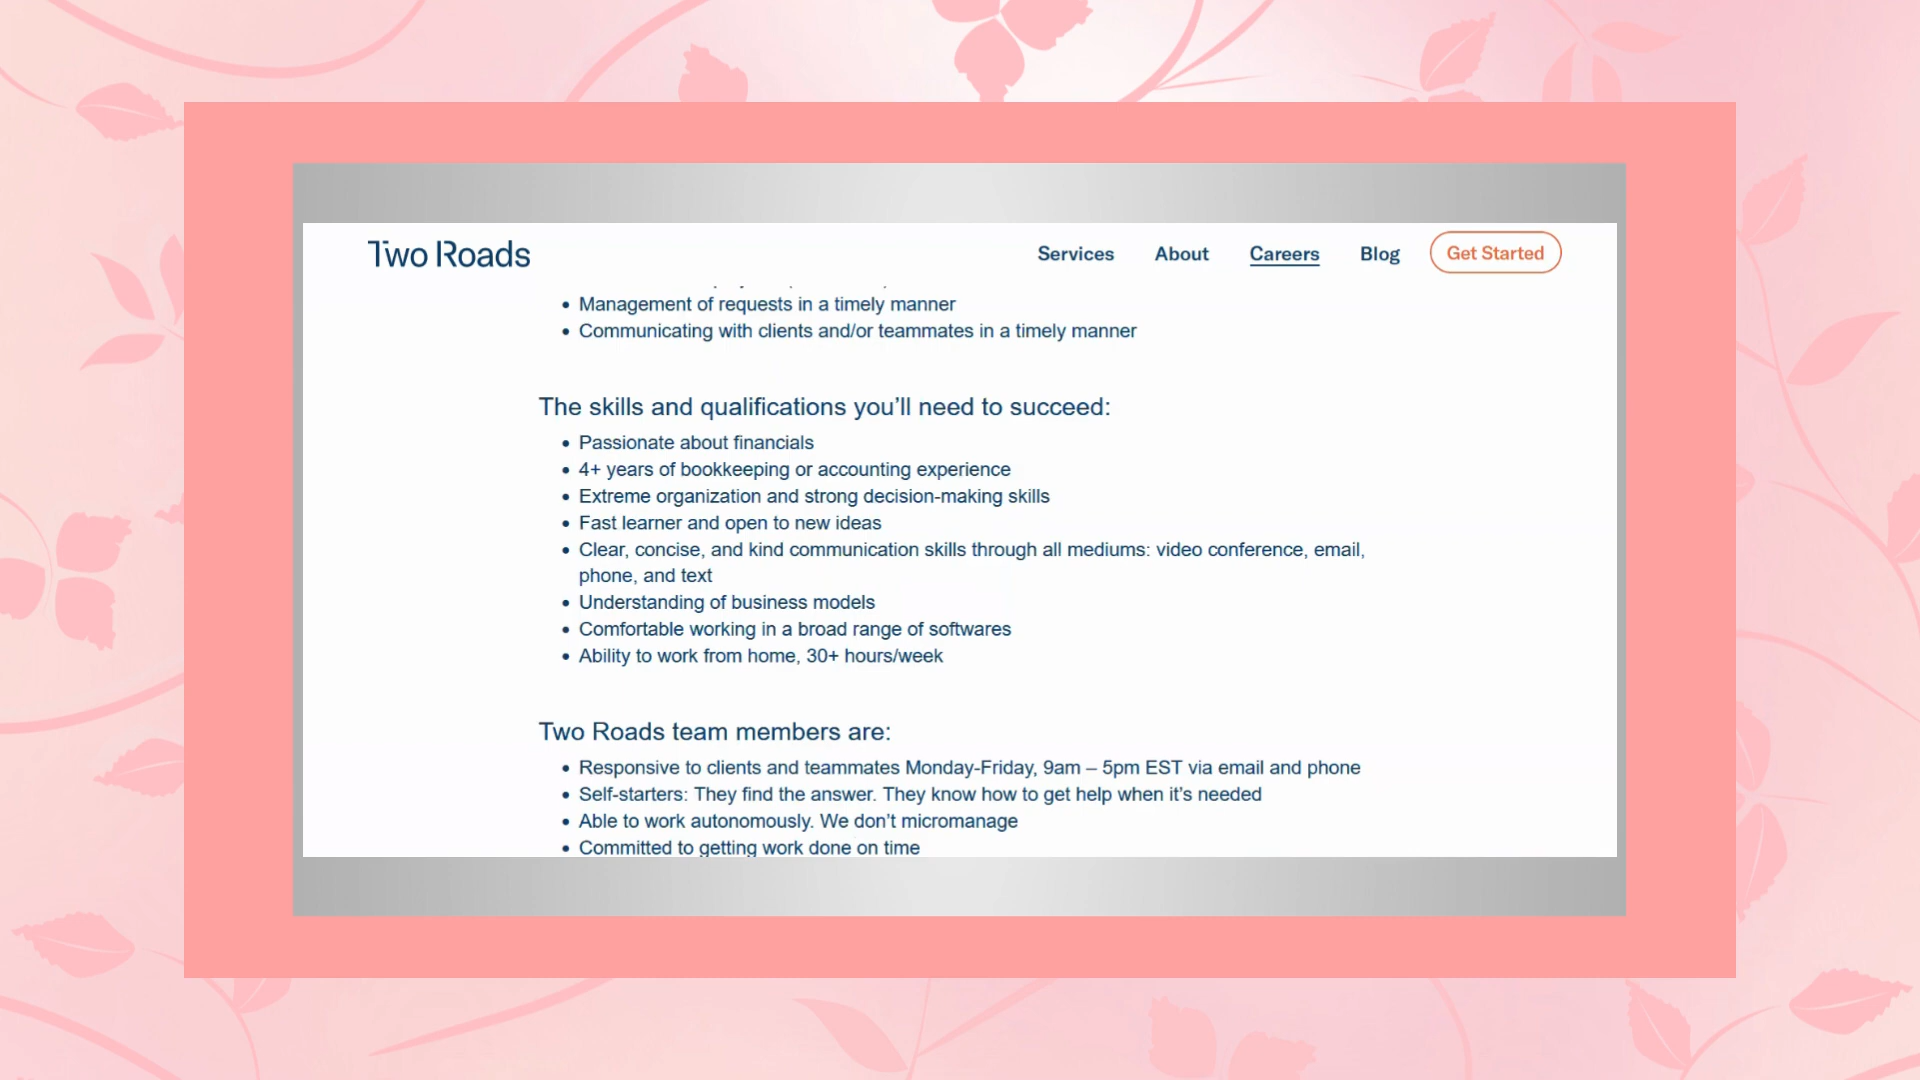 Two Roads
Services
About
Careers
Blog
Get Started
• Management of requests in a timely manner
• Communicating with clients and/or teammates in a timely manner
The skills and qualifications you’ll need to succeed:
• Passionate about financials
• 4+ years of bookkeeping or accounting experience
• Extreme organization and strong decision-making skills
• Fast learner and open to new ideas
• Clear, concise, and kind communication skills through all mediums: video conference, email,
phone, and text
• Understanding of business models
• Comfortable working in a broad range of softwares
• Ability to work from home, 30+ hours/week
Two Roads team members are:
• Responsive to clients and teammates Monday-Friday, 9am – 5pm EST via email and phone
• Self-starters: They find the answer. They know how to get help when it’s needed
• Able to work autonomously. We don’t micromanage
• Committed to getting work done on time